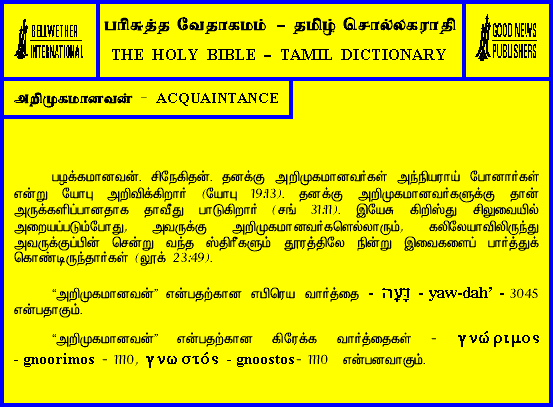 BELLWETHER
INTERNATIONAL
பரிசுத்த வேதாகமம் - தமிழ் சொல்லகராதி
THE HOLY BIBLE - TAMIL DICTIONARY
GOOD NEWS
PUBLISHERS
அறிமுகமானவன் - ACQUAINTANCE
பழக்கமானவன். சிநேகிதன். தனக்கு அறிமுகமானவர்கள் அந்நியராய் போனார்கள்
என்று யோபு அறிவிக்கிறார் (யோபு 19:13). தனக்கு அறிமுகமானவர்களுக்கு தான்
அருக்களிப்பானதாக தாவீது பாடுகிறார் (சங் 31:11). இயேசு கிறிஸ்து சிலுவையில்
அறையப்படும்போது, அவருக்கு அறிமுகமானவர்களெல்லாரும், கலிலேயாவிலிருந்து
அவருக்குப்பின் சென்று வந்த ஸ்திரீகளும் தூரத்திலே நின்று இவைகளைப் பார்த்துக்
கொண்டிருந்தார்கள் (லூக் 23:49).
“அறிமுகமானவன்” என்பதற்கான எபிரெய வார்த்தை - יָדַע - yaw-dah’ - 3045
என்பதாகும்.
“அறிமுகமானவன்” என்பதற்கான கிரேக்க வார்த்தைகள் - γνώριμος
- gnoorimos - 1110, γνωστός - gnoostos- 1110 என்பனவாகும்.